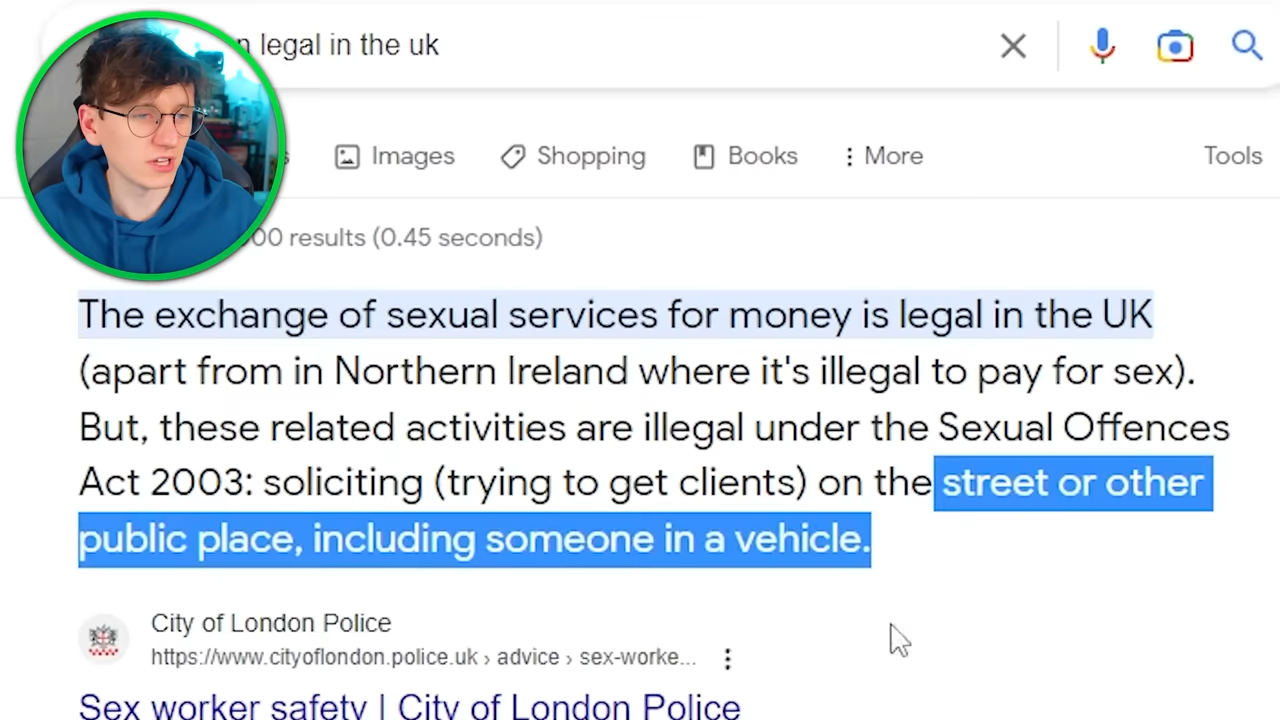 legal in the uk
Images
Shopping
Books
More
Tools
results (0.45 seconds)
The exchange of sexual services for money is legal in the UK
(apart from in Northern Ireland where it's illegal to pay for sex).
But, these related activities are illegal under the Sexual Offences
Act 2003: soliciting (trying to get clients) on the street or other
public place, including someone in a vehicle.
City of London Police
https://www.cityoflondon.police.uk › advice › sex-worke...
Sex worker safety | City of London Police